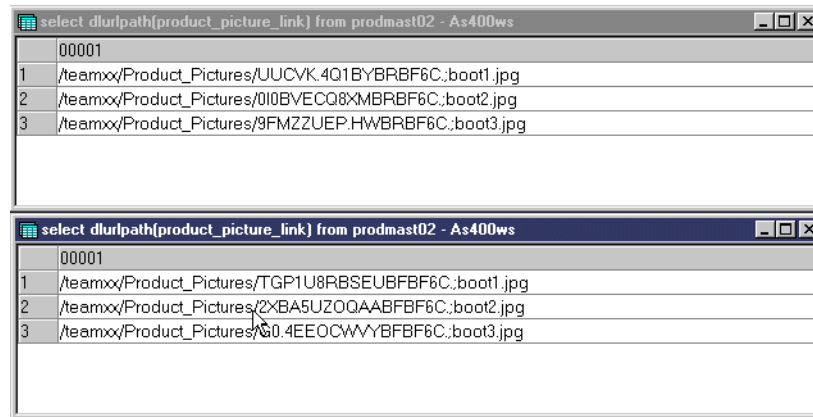 select dlurlpath(product_picture_link) from prodmast02 - As400ws
00001
1 /teamxx/Product_Pictures/UUCVK.4Q1BYBRBF6C.;boot1.jpg
2 /teamxx/Product_Pictures/0I0BVECQ8XMBRBF6C.;boot2.jpg
3 /teamxx/Product_Pictures/9FMZZUEP.HWBRBF6C.;boot3.jpg
select dlurlpath(product_picture_link) from prodmast02 - As400ws
00001
1 /teamxx/Product_Pictures/TGP1U8RBSEUBFBF6C.;boot1.jpg
2 /teamxx/Product_Pictures/2XBA5UZOQAABFBF6C.;boot2.jpg
3 /teamxx/Product_Pictures/G0.4EEOCWVYBFBF6C.;boot3.jpg